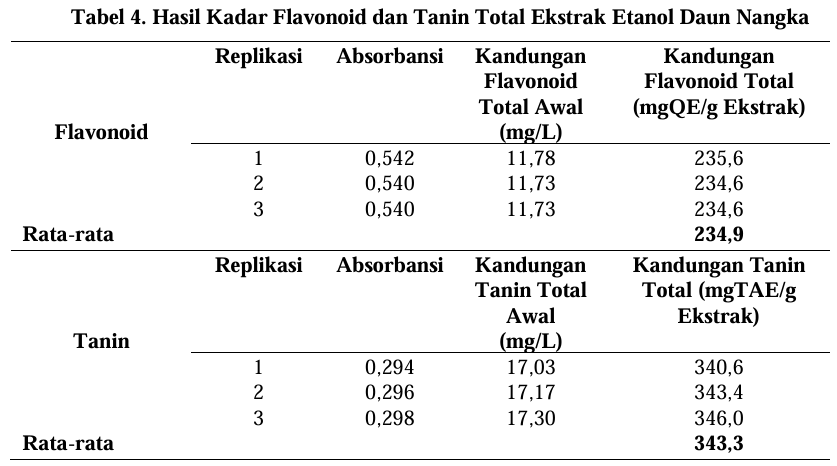 Tabel 4. Hasil Kadar Flavonoid dan Tanin Total Ekstrak Etanol Daun Nangka
Replikasi Absorbansi Kandungan Kandungan
Flavonoid Flavonoid Total
Total Awal (mgQE/g Ekstrak)
Flavonoid (mg/L)
1 0,542 11,78 235,6
2 0,540 11,73 234,6
3 0,540 11,73 234,6
Rata-rata 234,9
Replikasi Absorbansi Kandungan Kandungan Tanin
Tanin Total Total (mgTAE/g
Awal Ekstrak)
Tanin (mg/L)
1 0,294 17,03 340,6
2 0,296 17,17 343,4
3 0,298 17,30 346,0
Rata-rata 343,3